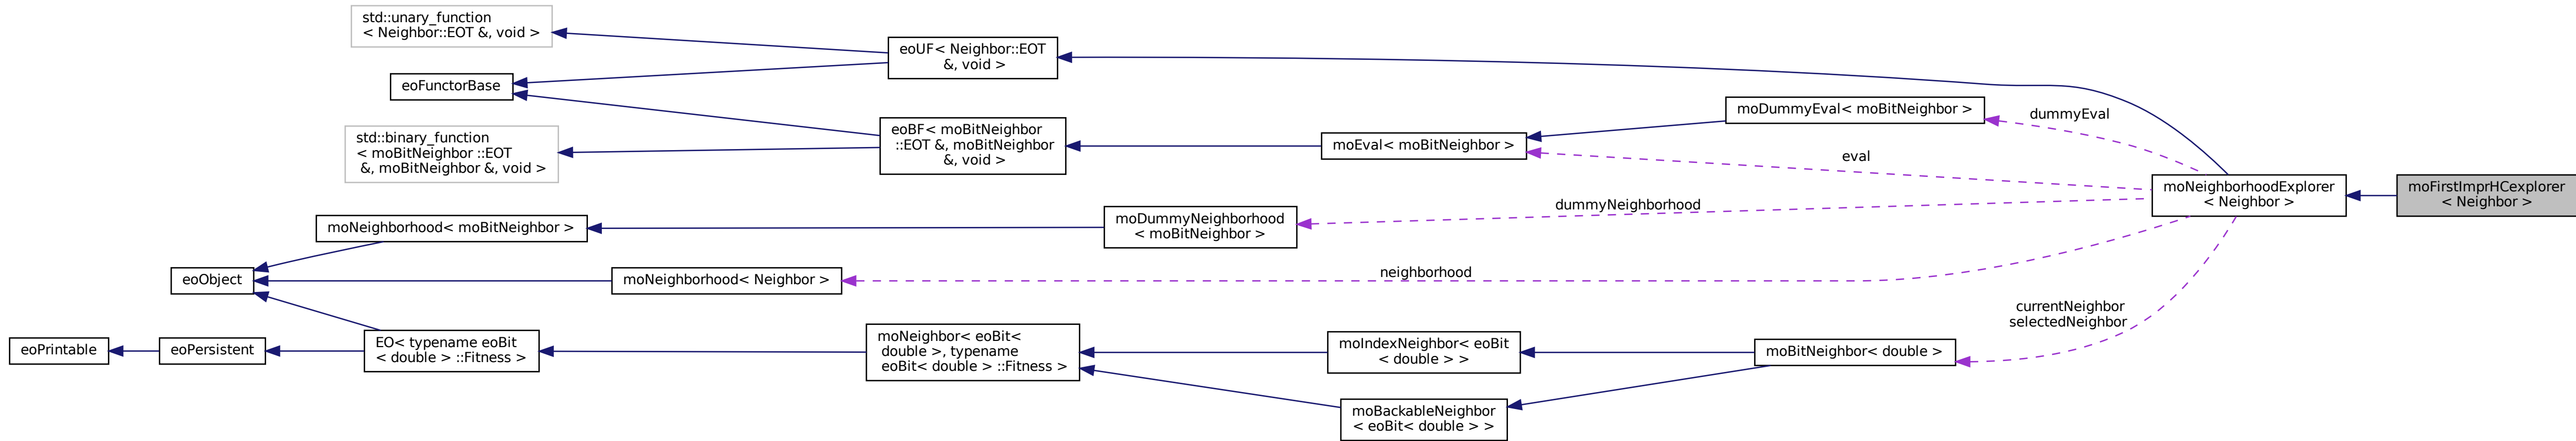 std::unary_function
< Neighbor::EOT &, void >
eoUF< Neighbor::EOT
&, void >
eoFunctorBase
moDummyEval< moBitNeighbor >
dummyEval
std::binary_function
< moBitNeighbor ::EOT
&, moBitNeighbor &, void >
eoBF< moBitNeighbor
::EOT &, moBitNeighbor
&, void >
moEval< moBitNeighbor >
eval
moNeighborhoodExplorer
< Neighbor >
moFirstImprHCexplorer
< Neighbor >
dummyNeighborhood
moDummyNeighborhood
< moBitNeighbor >
moNeighborhood< moBitNeighbor >
eoObject
moNeighborhood< Neighbor >
neighborhood
currentNeighbor
selectedNeighbor
eoPrintable
eoPersistent
EO< typename eoBit
< double > ::Fitness >
moNeighbor< eoBit<
double >, typename
eoBit< double > ::Fitness >
moIndexNeighbor< eoBit
< double > >
moBitNeighbor< double >
moBackableNeighbor
< eoBit< double > >